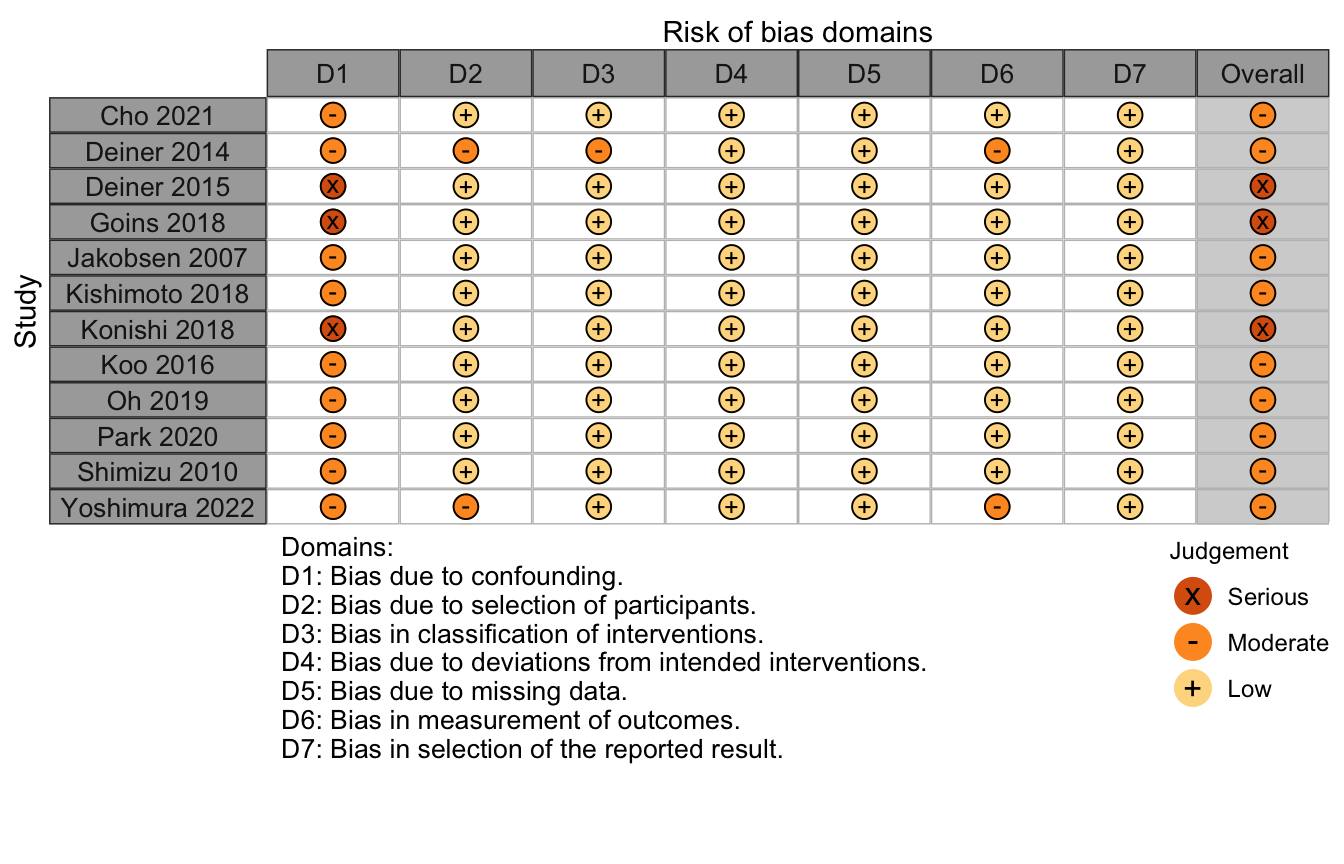 Risk of bias domains
D1 D2 D3 D4 D5 D6 D7 Overall
Study
Cho 2021 - + + + + + + -
Deiner 2014 - - - + + - + -
Deiner 2015 X + + + + + + X
Goins 2018 X + + + + + + X
Jakobsen 2007 - + + + + + + -
Kishimoto 2018 - + + + + + + -
Konishi 2018 X + + + + + + X
Koo 2016 - + + + + + + -
Oh 2019 - + + + + + + -
Park 2020 - + + + + + + -
Shimizu 2010 - + + + + + + -
Yoshimura 2022 - - + + + - + -
Domains:
D1: Bias due to confounding.
D2: Bias due to selection of participants.
D3: Bias in classification of interventions.
D4: Bias due to deviations from intended interventions.
D5: Bias due to missing data.
D6: Bias in measurement of outcomes.
D7: Bias in selection of the reported result.
Judgement
X Serious
- Moderate
+ Low